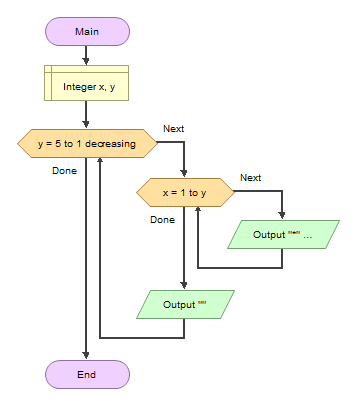 Main
Integer x, y
y = 5 to 1 decreasing
Next
Done
x = 1 to y
Next
Done
Output "*" ...
Output ""
End